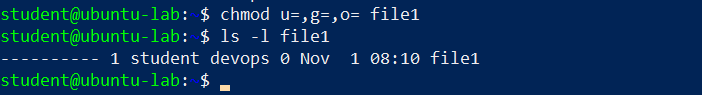 student@ubuntu-lab:~$ chmod u=,g=,o= file1
student@ubuntu-lab:~$ ls -l file1
---------- 1 student devops 0 Nov  1 08:10 file1
student@ubuntu-lab:~$